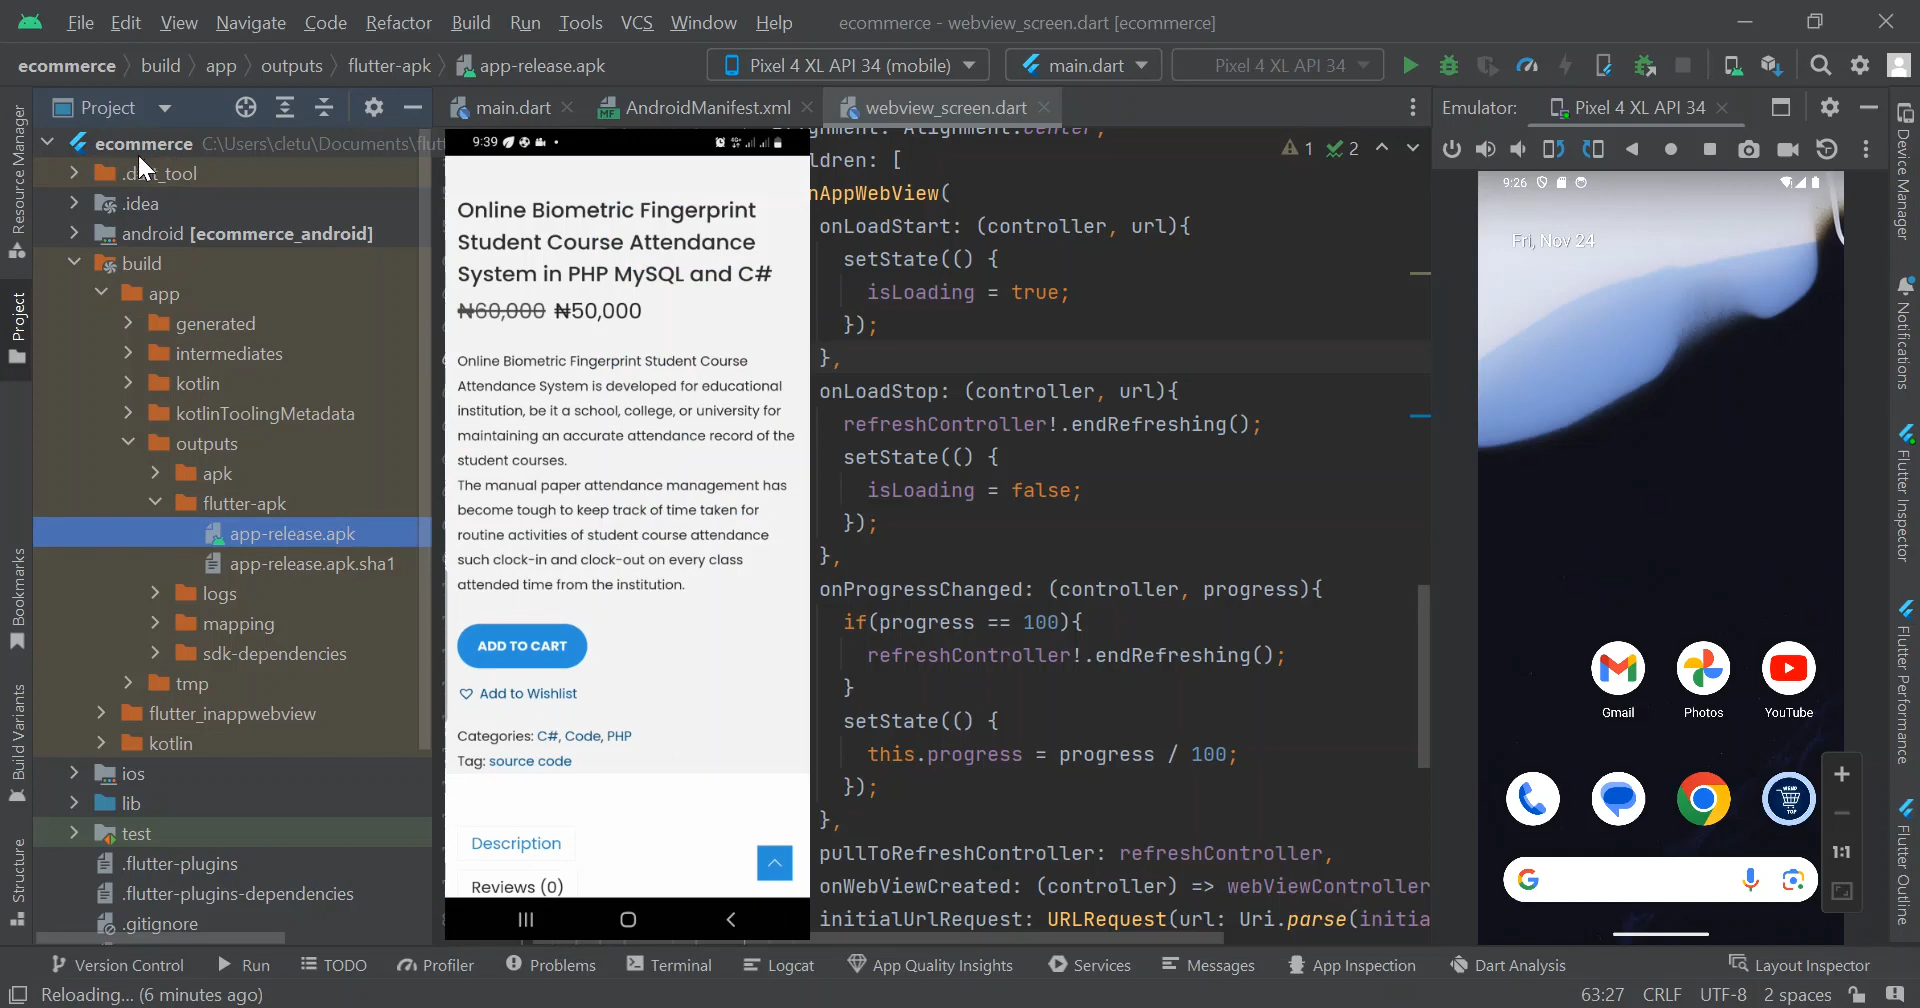 File Edit View Navigate Code Refactor Build Run Tools VCS Window Help ecommerce - webview_screen.dart [ecommerce]
ecommerce build app outputs flutter-apk app-release.apk Pixel 4 XL API 34 (mobile) main.dart Pixel 4 XL API 34
Project main.dart AndroidManifest.xml webview_screen.dart Emulator: Pixel 4 XL API 34
Resource Manager
Project
Bookmarks
Build Variants
Structure
ecommerce C:\Users\cletu\Documents\flutt
_tool
.idea
android [ecommerce_android]
build
app
generated
intermediates
kotlin
kotlinToolingMetadata
outputs
apk
flutter-apk
app-release.apk
app-release.apk.sha1
logs
mapping
sdk-dependencies
tmp
flutter_inappwebview
kotlin
ios
lib
test
.flutter-plugins
.flutter-plugins-dependencies
.gitignore
9:39
Online Biometric Fingerprint
Student Course Attendance
System in PHP MySQL and C#
₦60,000 ₦50,000
Online Biometric Fingerprint Student Course
Attendance System is developed for educational
institution, be it a school, college, or university for
maintaining an accurate attendance record of the
student courses.
The manual paper attendance management has
become tough to keep track of time taken for
routine activities of student course attendance
such clock-in and clock-out on every class
attended time from the institution.
ADD TO CART
Add to Wishlist
Categories: C#, Code, PHP
Tag: source code
Description
Reviews (0)
Alignment.center,
ldren: [
nAppWebView(
onLoadStart: (controller, url){
setState(() {
isLoading = true;
});
},
onLoadStop: (controller, url){
refreshController!.endRefreshing();
setState(() {
isLoading = false;
});
},
onProgressChanged: (controller, progress){
if(progress == 100){
refreshController!.endRefreshing();
}
setState(() {
this.progress = progress / 100;
});
},
pullToRefreshController: refreshController,
onWebViewCreated: (controller) => webViewController
initialUrlRequest: URLRequest(url: Uri.parse(initia
1 2
9:26
Fri, Nov 24
Gmail Photos YouTube
1:1
Device Manager
Notifications
Flutter Inspector
Flutter Performance
Flutter Outline
Version Control Run TODO Profiler Problems Terminal Logcat App Quality Insights Services Messages App Inspection Dart Analysis Layout Inspector
Reloading... (6 minutes ago) 63:27 CRLF UTF-8 2 spaces